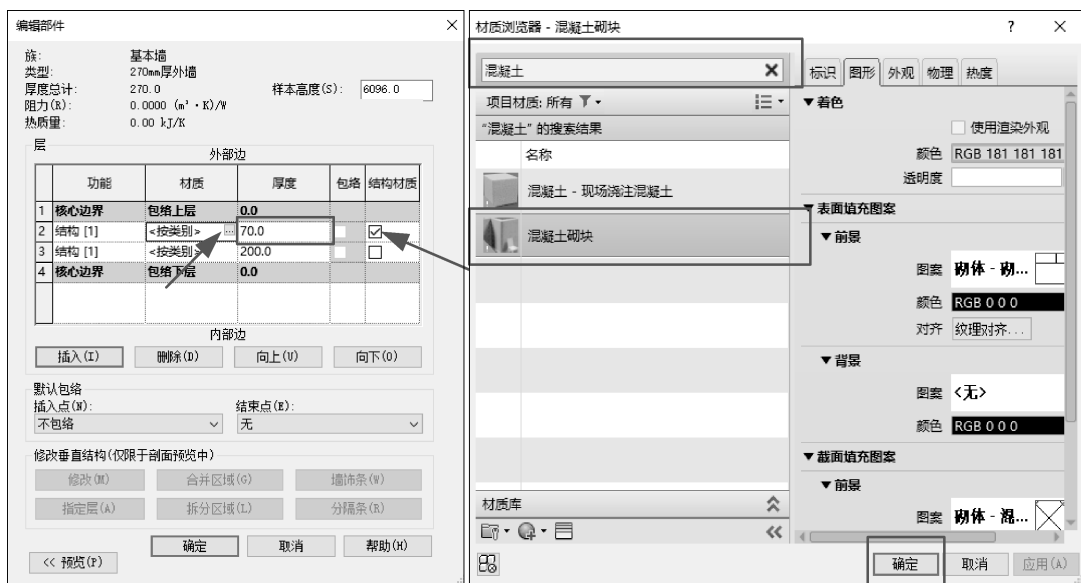 编辑部件
族: 基本墙
类型: 270mm厚外墙
厚度总计: 270.0 样本高度(S): 6096.0
阻力(R): 0.0000 (m²·K)/W
热质量: 0.00 kJ/K
层
外部边
功能 材质 厚度 包络 结构材质
1 核心边界 包络上层 0.0
2 结构 [1] <按类别> ... 70.0
3 结构 [1] <按类别> 200.0
4 核心边界 包络下层 0.0
内部边
插入(I) 删除(D) 向上(U) 向下(O)
默认包络
插入点(N): 结束点(E):
不包络 无
修改垂直结构(仅限于剖面预览中)
修改(M) 合并区域(G) 墙饰条(W)
指定层(A) 拆分区域(L) 分隔条(R)
确定 取消 帮助(H)
<< 预览(P)
材质浏览器 - 混凝土砌块 ?
混凝土
项目材质: 所有
“混凝土” 的搜索结果
名称
混凝土 - 现场浇注混凝土
混凝土砌块
材质库
标识 图形 外观 物理 热度
▼着色
使用渲染外观
颜色 RGB 181 181 181
透明度
▼表面填充图案
▼前景
图案 砌体 - 砌...
颜色 RGB 0 0 0
对齐 纹理对齐...
▼背景
图案 <无>
颜色 RGB 0 0 0
▼截面填充图案
▼前景
图案 砌体 - 混...
确定 取消 应用(A)